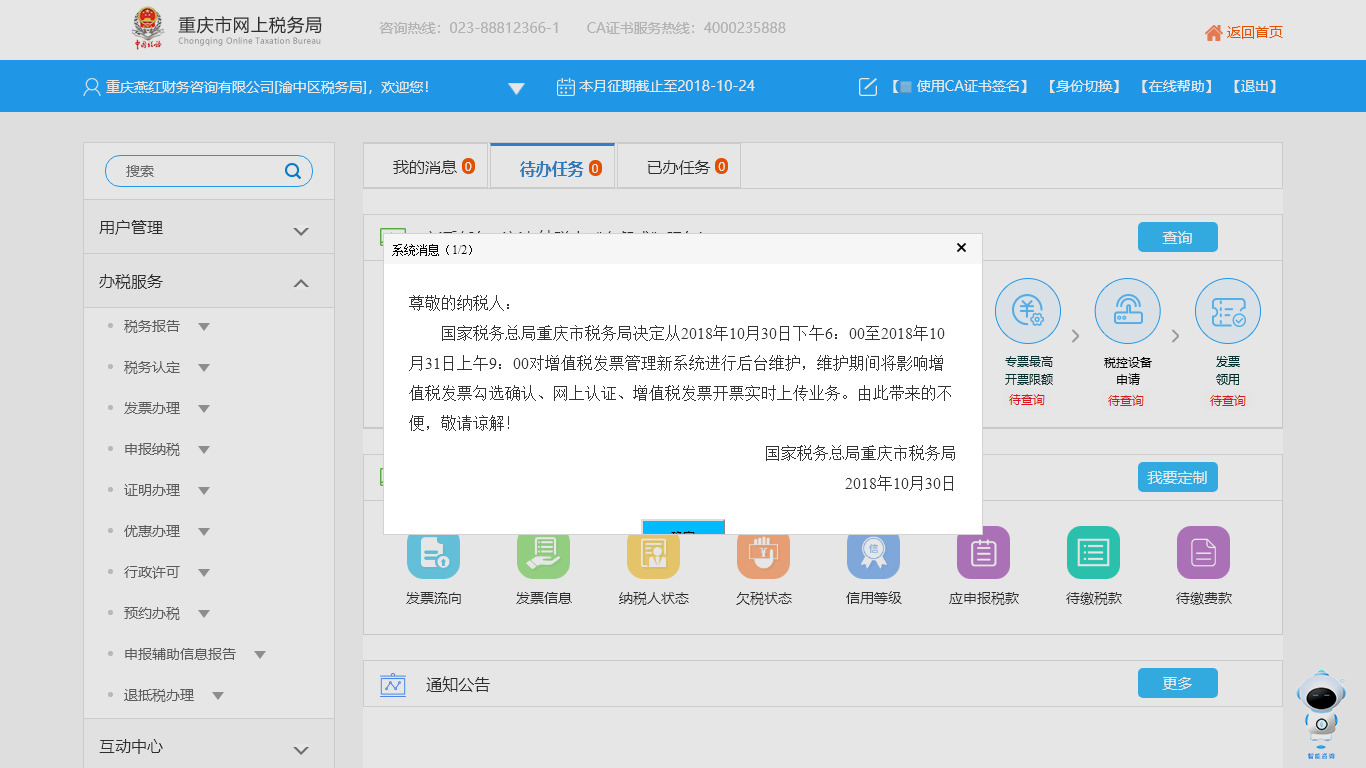 重庆市网上税务局
Chongqing Online Taxation Bureau
中国税务
咨询热线：023-88812366-1
CA证书服务热线：4000235888
返回首页
重庆燕红财务咨询有限公司[渝中区税务局]，欢迎您！
本月征期截止至2018-10-24
【 使用CA证书签名】 【身份切换】 【在线帮助】 【退出】
搜索
用户管理
办税服务
税务报告
税务认定
发票办理
申报纳税
证明办理
优惠办理
行政许可
预约办税
申报辅助信息报告
退抵税办理
互动中心
我的消息 0
待办任务 0
已办任务 0
查询
系统消息（1/2）
尊敬的纳税人：
国家税务总局重庆市税务局决定从2018年10月30日下午6：00至2018年10
月31日上午9：00对增值税发票管理新系统进行后台维护，维护期间将影响增
值税发票勾选确认、网上认证、增值税发票开票实时上传业务。由此带来的不
便，敬请谅解！
国家税务总局重庆市税务局
2018年10月30日
专票最高
开票限额
待查询
税控设备
申请
待查询
发票
领用
待查询
我要定制
发票流向
发票信息
纳税人状态
欠税状态
信
信用等级
应申报税款
待缴税款
待缴费款
通知公告
更多
智能咨询